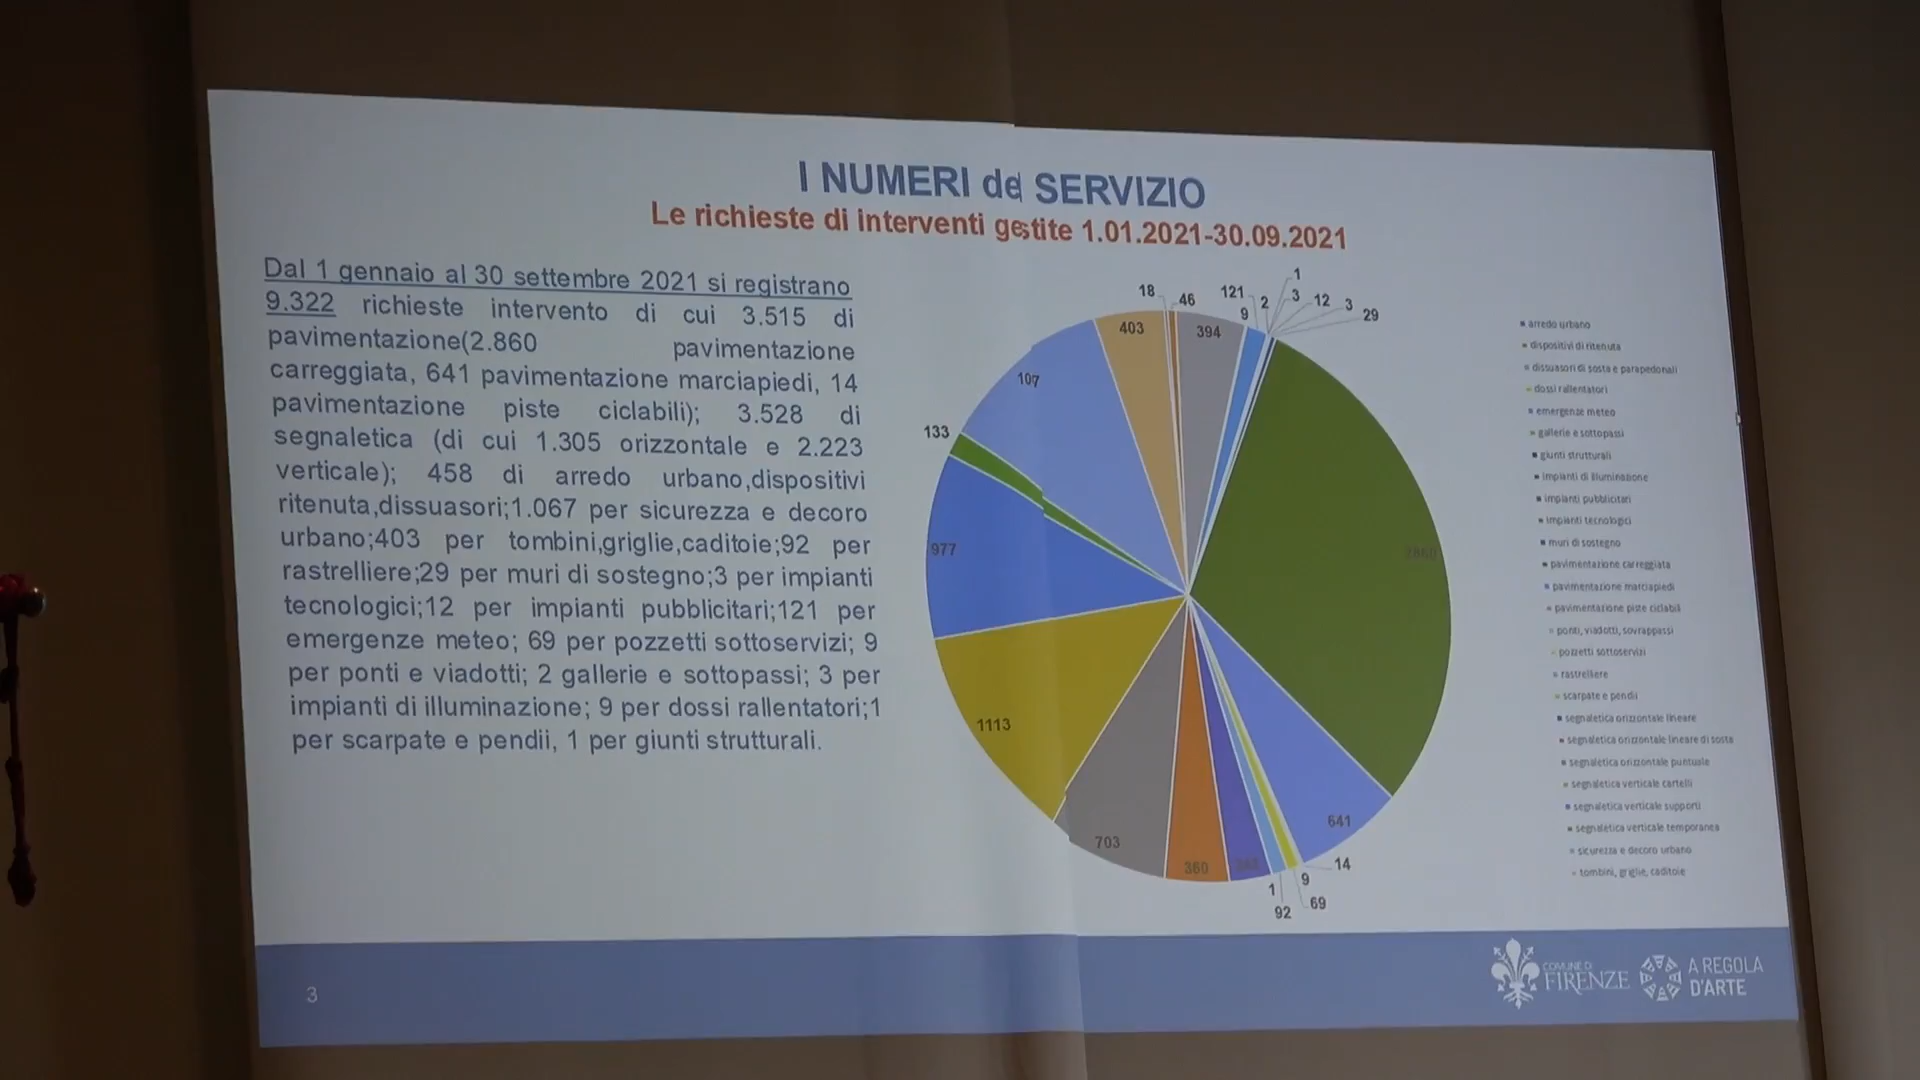 I NUMERI del SERVIZIO
Le richieste di interventi gestite 1.01.2021-30.09.2021
Dal 1 gennaio al 30 settembre 2021 si registrano
9.322 richieste intervento di cui 3.515 di
pavimentazione(2.860 pavimentazione
carreggiata, 641 pavimentazione marciapiedi, 14
pavimentazione piste ciclabili); 3.528 di
segnaletica (di cui 1.305 orizzontale e 2.223
verticale); 458 di arredo urbano,dispositivi
ritenuta,dissuasori;1.067 per sicurezza e decoro
urbano;403 per tombini,griglie,caditoie;92 per
rastrelliere;29 per muri di sostegno;3 per impianti
tecnologici;12 per impianti pubblicitari;121 per
emergenze meteo; 69 per pozzetti sottoservizi; 9
per ponti e viadotti; 2 gallerie e sottopassi; 3 per
impianti di illuminazione; 9 per dossi rallentatori;1
per scarpate e pendii, 1 per giunti strutturali.
18
46
394
121
9
2
1
3
12
3
29
2860
641
14
9
69
92
1
360
703
1113
977
133
403
arredo urbano
dispositivi di ritenuta
dissuasori di sosta e parapedonali
dossi rallentatori
emergenze meteo
gallerie e sottopassi
giunti strutturali
impianti di illuminazione
impianti pubblicitari
impianti tecnologici
muri di sostegno
pavimentazione carreggiata
pavimentazione marciapiedi
pavimentazione piste ciclabili
ponti, viadotti, sovrappassi
pozzetti sottoservizi
rastrelliere
scarpate e pendii
segnaletica orizzontale lineare
segnaletica orizzontale lineare di sosta
segnaletica orizzontale puntuale
segnaletica verticale cartelli
segnaletica verticale supporti
segnaletica verticale temporanea
sicurezza e decoro urbano
tombini, griglie, caditoie
3
COMUNE DI
FIRENZE
A REGOLA
D'ARTE